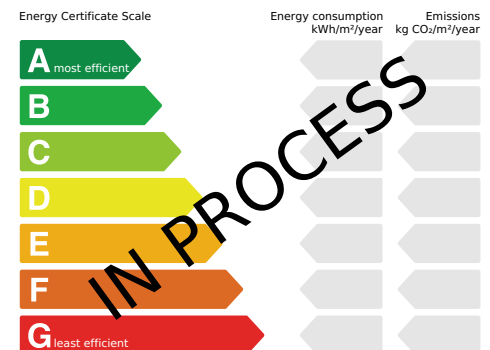 Energy Certificate Scale
Energy consumption
kWh/m²/year
Emissions
kg CO₂/m²/year
A most efficient
B
C
D
E
F
G least efficient
IN PROCESS